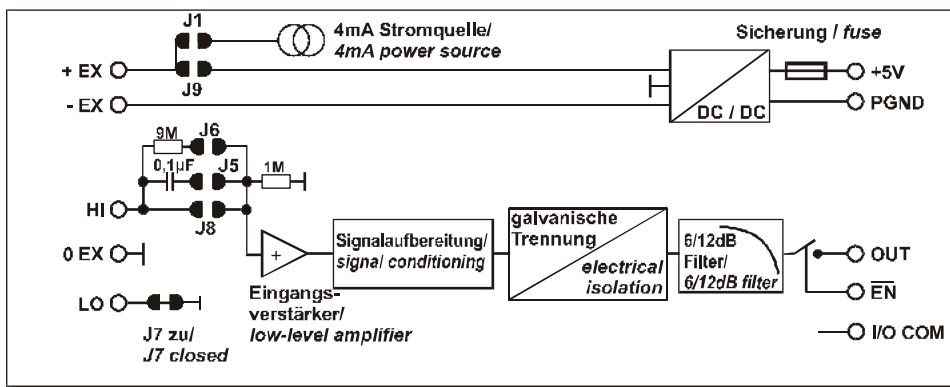 J1
4mA Stromquelle/
4mA power source
Sicherung / fuse
+ EX
J9
+5V
- EX
DC / DC
PGND
9M
J6
0,1µF
J5
1M
HI
J8
galvanische
Trennung
electrical
isolation
Signalaufbereitung/
signal conditioning
6/12dB
Filter/
6/12dB filter
0 EX
+
OUT
Eingangs-
verstärker/
low-level amplifier
LO
EN
J7 zu/
J7 closed
I/O COM